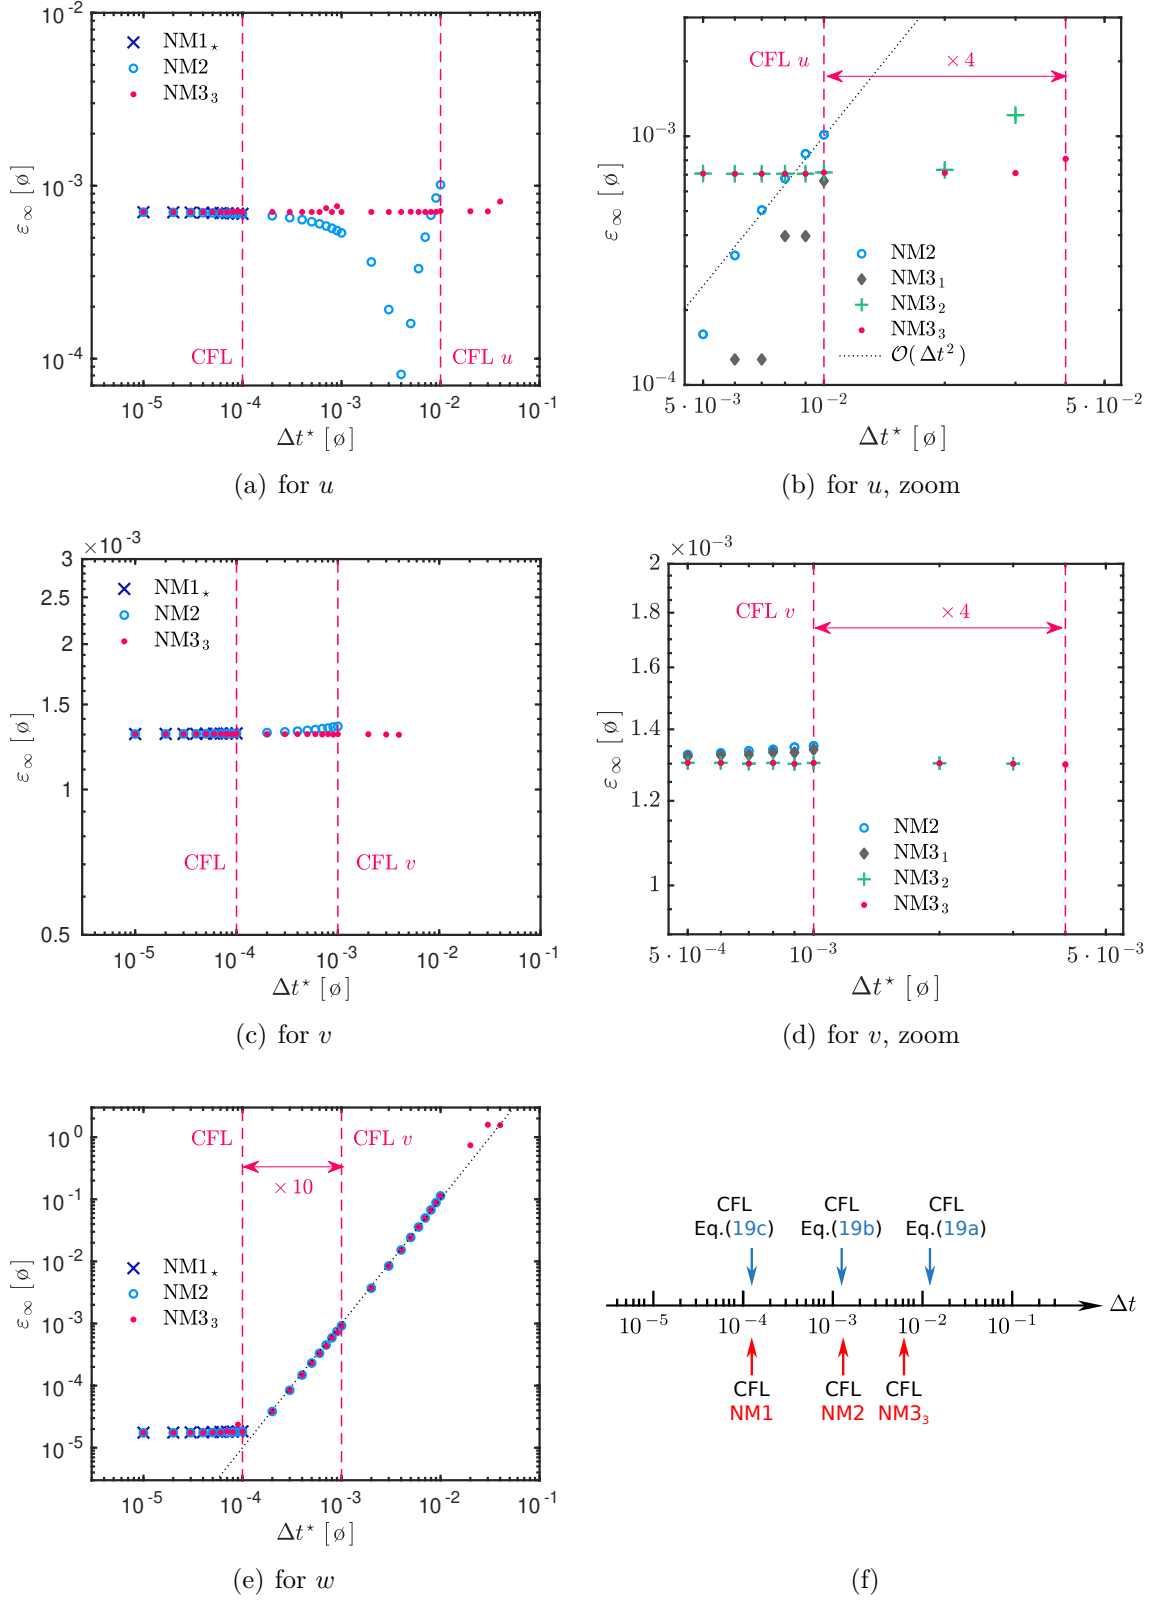 10⁻²
10⁻³
10⁻⁴
ε∞ [ø]
NM1⋆
NM2
NM3₃
CFL
CFL u
10⁻⁵ 10⁻⁴ 10⁻³ 10⁻² 10⁻¹
Δt⋆ [ø]
(a) for u
10⁻³
10⁻⁴
ε∞ [ø]
CFL u
× 4
NM2
NM3₁
NM3₂
NM3₃
O(Δt²)
5·10⁻³ 10⁻² 5·10⁻²
Δt⋆ [ø]
(b) for u, zoom
×10⁻³
3
2.5
2
1.5
1
0.5
ε∞ [ø]
NM1⋆
NM2
NM3₃
CFL
CFL v
10⁻⁵ 10⁻⁴ 10⁻³ 10⁻² 10⁻¹
Δt⋆ [ø]
(c) for v
×10⁻³
2
1.8
1.6
1.4
1.2
1
ε∞ [ø]
CFL v
× 4
NM2
NM3₁
NM3₂
NM3₃
5·10⁻⁴ 10⁻³ 5·10⁻³
Δt⋆ [ø]
(d) for v, zoom
10⁰
10⁻¹
10⁻²
10⁻³
10⁻⁴
10⁻⁵
ε∞ [ø]
CFL
CFL v
× 10
NM1⋆
NM2
NM3₃
10⁻⁵ 10⁻⁴ 10⁻³ 10⁻² 10⁻¹
Δt⋆ [ø]
(e) for w
CFL CFL CFL
Eq.(19c) Eq.(19b) Eq.(19a)
Δt
10⁻⁵ 10⁻⁴ 10⁻³ 10⁻² 10⁻¹
CFL CFL CFL
NM1 NM2 NM3₃
(f)